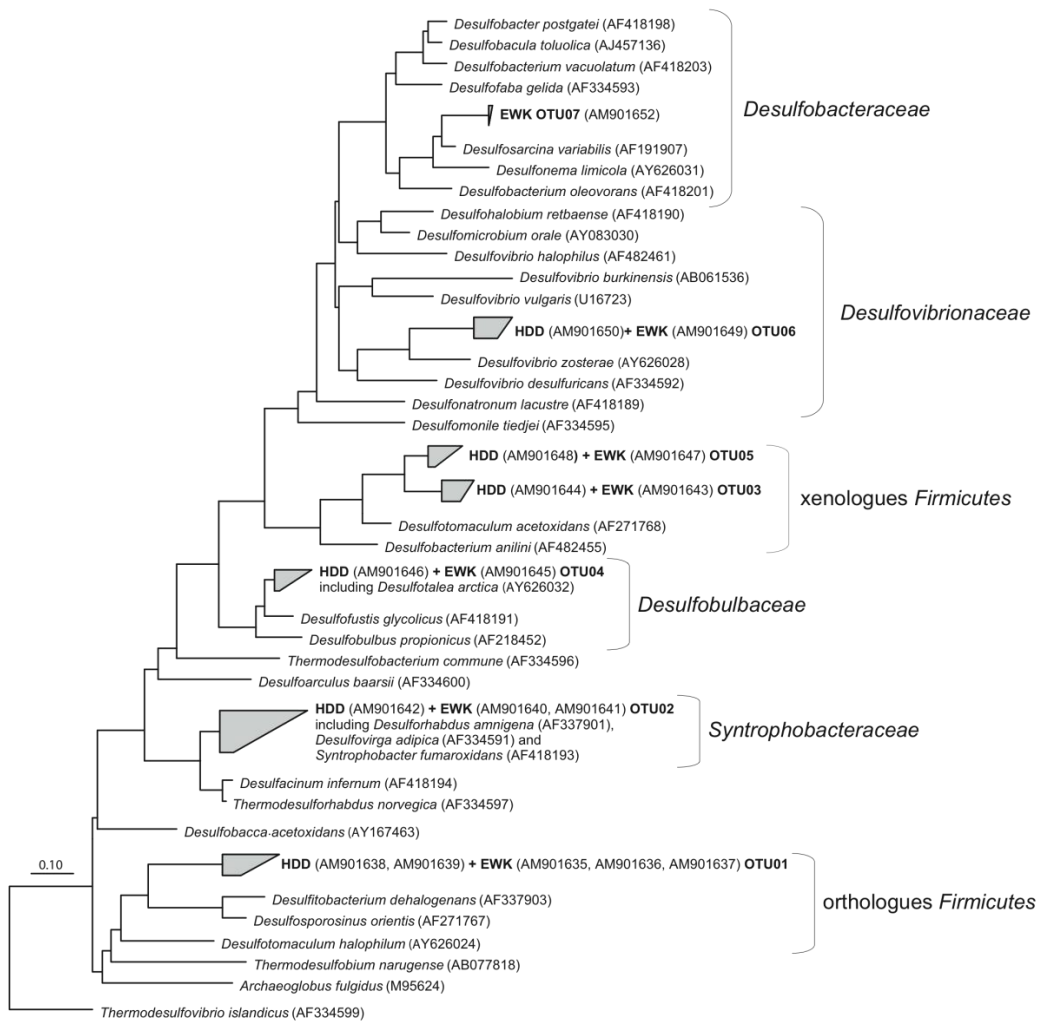 Desulfobacter postgatei (AF418198)
Desulfobacula toluolica (AJ457136)
Desulfobacterium vacuolatum (AF418203)
Desulfofaba gelida (AF334593)
Desulfobacteraceae
EWK OTU07 (AM901652)
Desulfosarcina variabilis (AF191907)
Desulfonema limicola (AY626031)
Desulfobacterium oleovorans (AF418201)
Desulfohalobium retbaense (AF418190)
Desulfomicrobium orale (AY083030)
Desulfovibrio halophilus (AF482461)
Desulfovibrio burkinensis (AB061536)
Desulfovibrio vulgaris (U16723)
Desulfovibrionaceae
HDD (AM901650)+ EWK (AM901649) OTU06
Desulfovibrio zosterae (AY626028)
Desulfovibrio desulfuricans (AF334592)
Desulfonatronum lacustre (AF418189)
Desulfomonile tiedjei (AF334595)
HDD (AM901648) + EWK (AM901647) OTU05
HDD (AM901644) + EWK (AM901643) OTU03
xenologues Firmicutes
Desulfotomaculum acetoxidans (AF271768)
Desulfobacterium anilini (AF482455)
HDD (AM901646) + EWK (AM901645) OTU04
including Desulfotalea arctica (AY626032)
Desulfobulbaceae
Desulfofustis glycolicus (AF418191)
Desulfobulbus propionicus (AF218452)
Thermodesulfobacterium commune (AF334596)
Desulfoarculus baarsii (AF334600)
HDD (AM901642) + EWK (AM901640, AM901641) OTU02
including Desulforhabdus amnigena (AF337901),
Desulfovirga adipica (AF334591) and
Syntrophobacter fumaroxidans (AF418193)
Syntrophobacteraceae
Desulfacinum infernum (AF418194)
Thermodesulforhabdus norvegica (AF334597)
Desulfobacca acetoxidans (AY167463)
0.10
HDD (AM901638, AM901639) + EWK (AM901635, AM901636, AM901637) OTU01
Desulfitobacterium dehalogenans (AF337903)
orthologues Firmicutes
Desulfosporosinus orientis (AF271767)
Desulfotomaculum halophilum (AY626024)
Thermodesulfobium narugense (AB077818)
Archaeoglobus fulgidus (M95624)
Thermodesulfovibrio islandicus (AF334599)